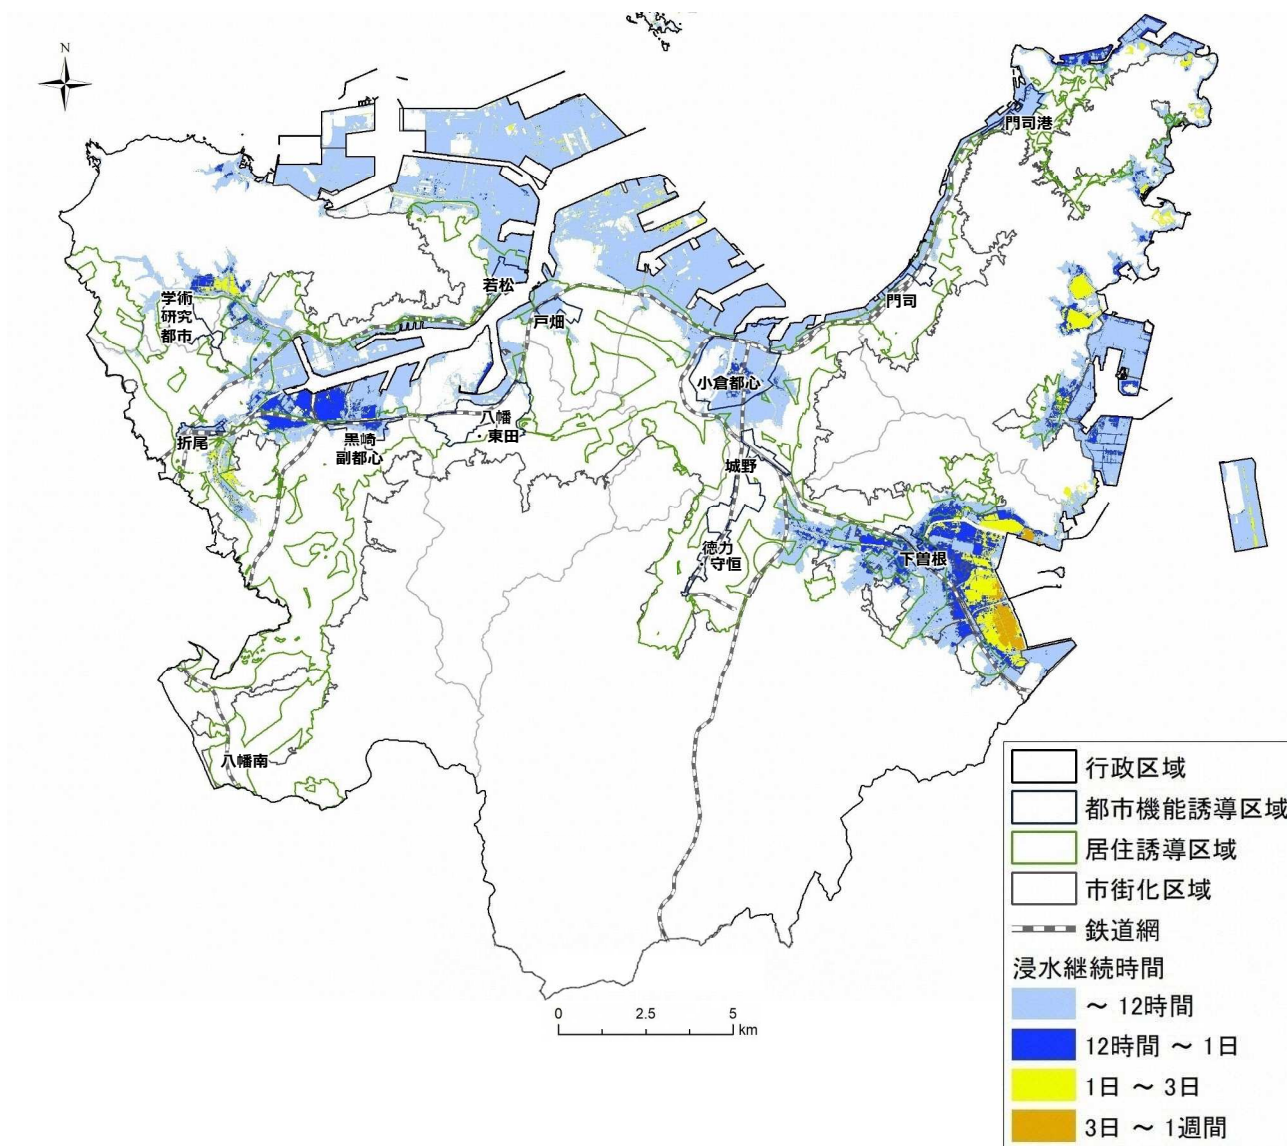 N
門司港
門司
若松
戸畑
学術
研究
都市
小倉都心
折尾
黒崎
副都心
八幡
東田
城野
徳力
守恒
下曽根
八幡南
0 2.5 5
km
行政区域
都市機能誘導区域
居住誘導区域
市街化区域
鉄道網
浸水継続時間
～ 12時間
12時間 ～ 1日
1日 ～ 3日
3日 ～ 1週間